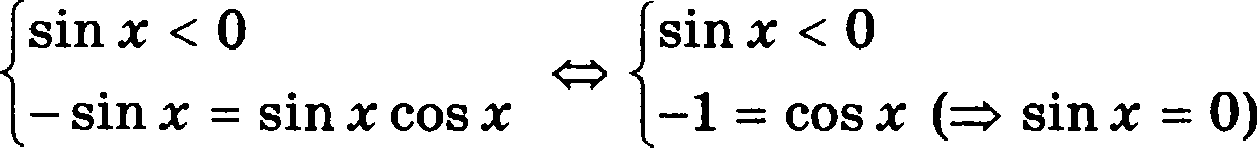 { sin x < 0 ⇔ { sin x < 0
{ – sin x = sin x cos x { –1 = cos x (⇒ sin x = 0)